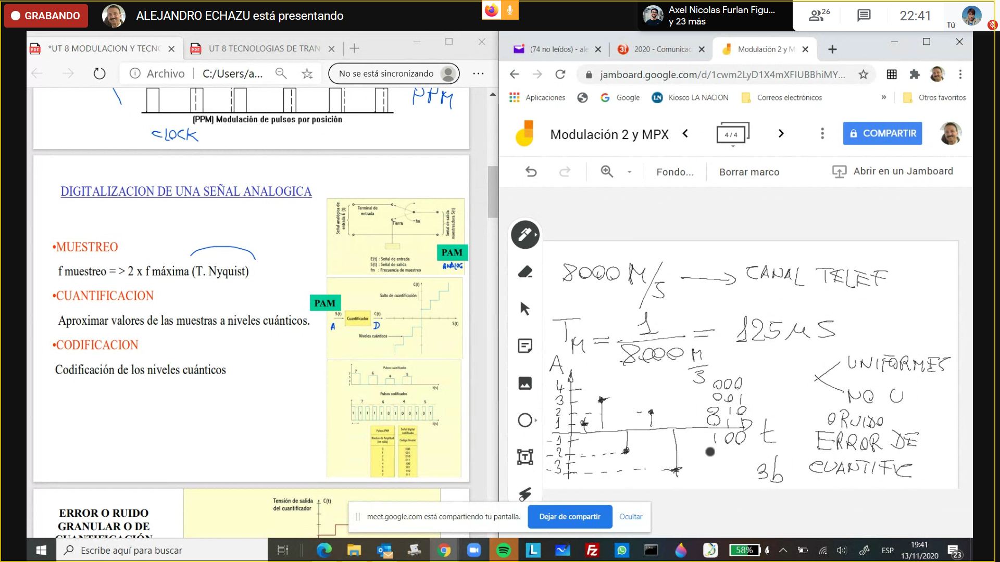 GRABANDO
ALEJANDRO ECHAZU está presentando
Axel Nicolas Furlan Figu...
y 23 más
26
22:41
Tú
*UT 8 MODULACION Y TECNO
UT 8 TECNOLOGIAS DE TRAN
Archivo
C:/Users/a...
No se está sincronizando
PPM
(PPM) Modulación de pulsos por posición
CLOCK
DIGITALIZACION DE UNA SEÑAL ANALOGICA
•MUESTREO
f muestreo = > 2 x f máxima (T. Nyquist)
•CUANTIFICACION
Aproximar valores de las muestras a niveles cuánticos.
•CODIFICACION
Codificación de los niveles cuánticos
Señal analógica de entrada E (t)
Terminal de entrada
Tierra
fm
Señal de salida muestreadora S(t)
E(t) : Señal de entrada
S(t) : Señal de salida
fm : Frecuencia de muestreo
PAM
ANALOG
C(t)
Salto de cuantificación
PAM
S(t)
Cuantificador
C(t)
A
D
S(t)
Niveles cuánticos
Pulsos cuantificados
7 6 4 5
7
5
3
1
t(s)
Pulsos codificados
7 6 4 5
1 1 1 1 1 0 1 0 0 1 0 1
t(s)
Pulsos PAM
Señal digital codificada
Niveles de Amplitud (en volts)
Código binario
0 000
1 001
2 010
3 011
4 100
5 101
6 110
7 111
ERROR O RUIDO
GRANULAR O DE
CUANTIFICACIÓN
Tensión de salida
del cuantificador
C(t)
(74 no leídos) - ale
2020 - Comunicac
Modulación 2 y M
jamboard.google.com/d/1cwm2LyD1X4mXFIUBBhiMY...
Aplicaciones
Google
LN
Kiosco LA NACION
Correos electrónicos
»
Otros favoritos
Modulación 2 y MPX
4 / 4
COMPARTIR
Fondo...
Borrar marco
Abrir en un Jamboard
8000 M/S → CANAL TELEF
TM = 1 / 8000 M/S = 125 μS
A
4
3
2
1
-1
-2
-3
000
001
010
011
100
t
3b
UNIFORMES
NO U
O RUIDO
ERROR DE
CUANTIFIC
meet.google.com está compartiendo tu pantalla.
Dejar de compartir
Ocultar
Escribe aquí para buscar
58%
ESP
19:41
13/11/2020
23